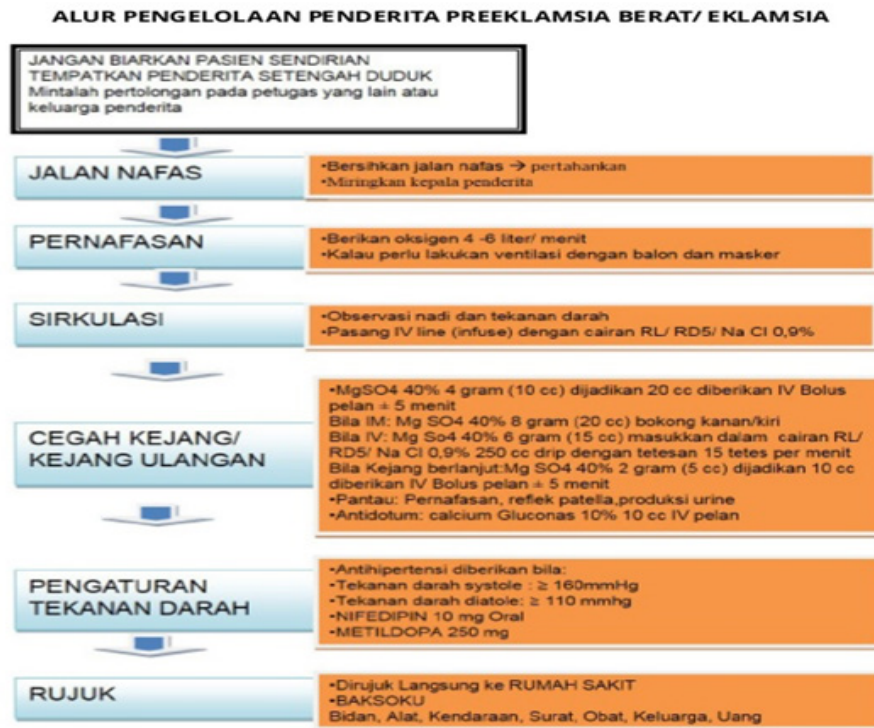 ALUR PENGELOLAAN PENDERITA PREEKLAMSIA BERAT/ EKLAMSIA
JANGAN BIARKAN PASIEN SENDIRIAN
TEMPATKAN PENDERITA SETENGAH DUDUK
Mintalah pertolongan pada petugas yang lain atau
keluarga penderita
JALAN NAFAS
•Bersihkan jalan nafas → pertahankan
•Miringkan kepala penderita
PERNAFASAN
•Berikan oksigen 4 -6 liter/ menit
•Kalau perlu lakukan ventilasi dengan balon dan masker
SIRKULASI
•Observasi nadi dan tekanan darah
•Pasang IV line (infuse) dengan cairan RL/ RD5/ Na CI 0,9%
CEGAH KEJANG/
KEJANG ULANGAN
•MgSO4 40% 4 gram (10 cc) dijadikan 20 cc diberikan IV Bolus
pelan ± 5 menit
Bila IM: Mg SO4 40% 8 gram (20 cc) bokong kanan/kiri
Bila IV: Mg So4 40% 6 gram (15 cc) masukkan dalam cairan RL/
RD5/ Na CI 0,9% 250 cc drip dengan tetesan 15 tetes per menit
Bila Kejang berlanjut:Mg SO4 40% 2 gram (5 cc) dijadikan 10 cc
diberikan IV Bolus pelan ± 5 menit
•Pantau: Pernafasan, reflek patella,produksi urine
•Antidotum: calcium Gluconas 10% 10 cc IV pelan
PENGATURAN
TEKANAN DARAH
•Antihipertensi diberikan bila:
•Tekanan darah systole : ≥ 160mmHg
•Tekanan darah diatole: ≥ 110 mmhg
•NIFEDIPIN 10 mg Oral
•METILDOPA 250 mg
RUJUK
•Dirujuk Langsung ke RUMAH SAKIT
•BAKSOKU
Bidan, Alat, Kendaraan, Surat, Obat, Keluarga, Uang